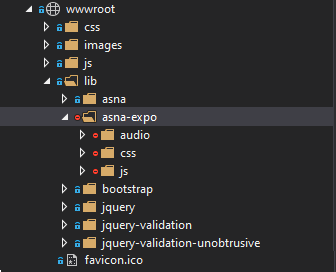 wwwroot
css
images
js
lib
asna
asna-expo
audio
css
js
bootstrap
jquery
jquery-validation
jquery-validation-unobtrusive
favicon.ico